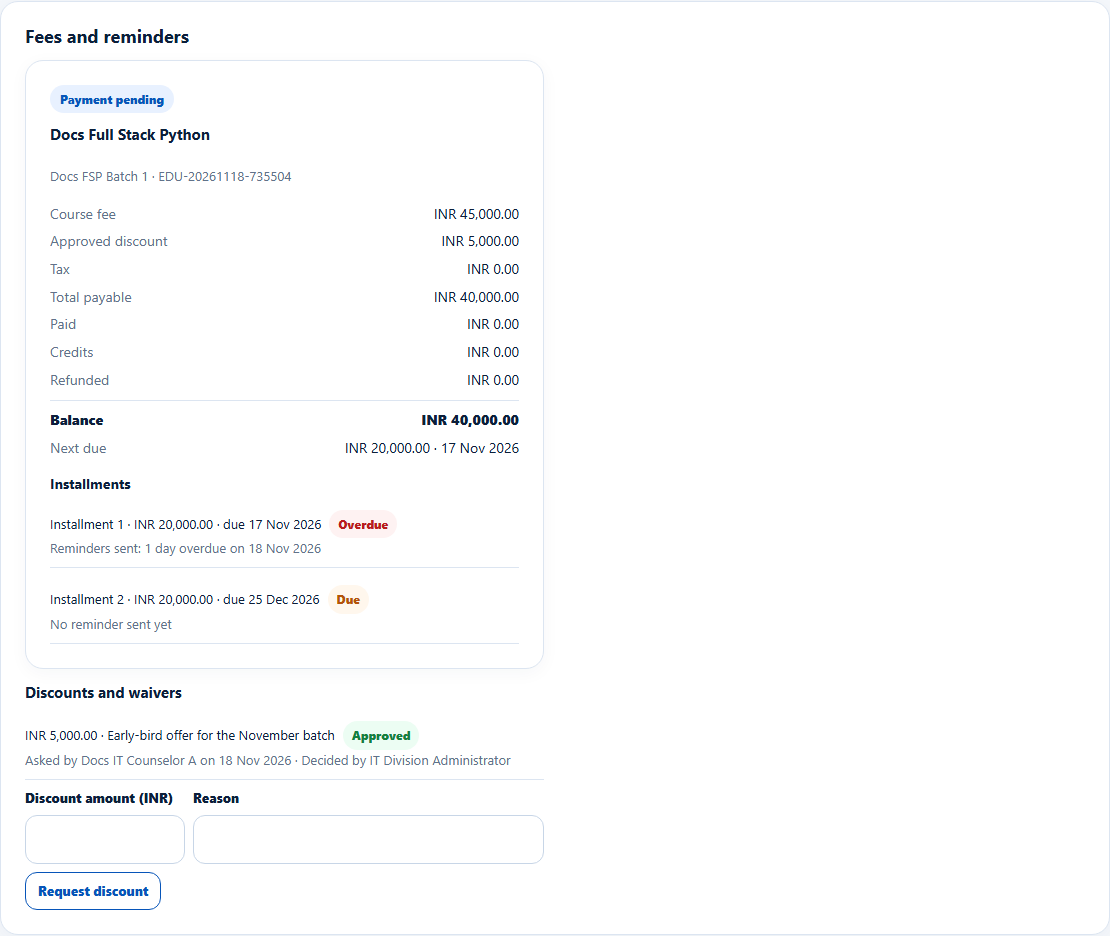 Fees and reminders
Payment pending
Docs Full Stack Python
Docs FSP Batch 1 · EDU-20261118-735504
Course fee INR 45,000.00
Approved discount INR 5,000.00
Tax INR 0.00
Total payable INR 40,000.00
Paid INR 0.00
Credits INR 0.00
Refunded INR 0.00
Balance INR 40,000.00
Next due INR 20,000.00 · 17 Nov 2026
Installments
Installment 1 · INR 20,000.00 · due 17 Nov 2026 Overdue
Reminders sent: 1 day overdue on 18 Nov 2026
Installment 2 · INR 20,000.00 · due 25 Dec 2026 Due
No reminder sent yet
Discounts and waivers
INR 5,000.00 · Early-bird offer for the November batch Approved
Asked by Docs IT Counselor A on 18 Nov 2026 · Decided by IT Division Administrator
Discount amount (INR) Reason
Request discount